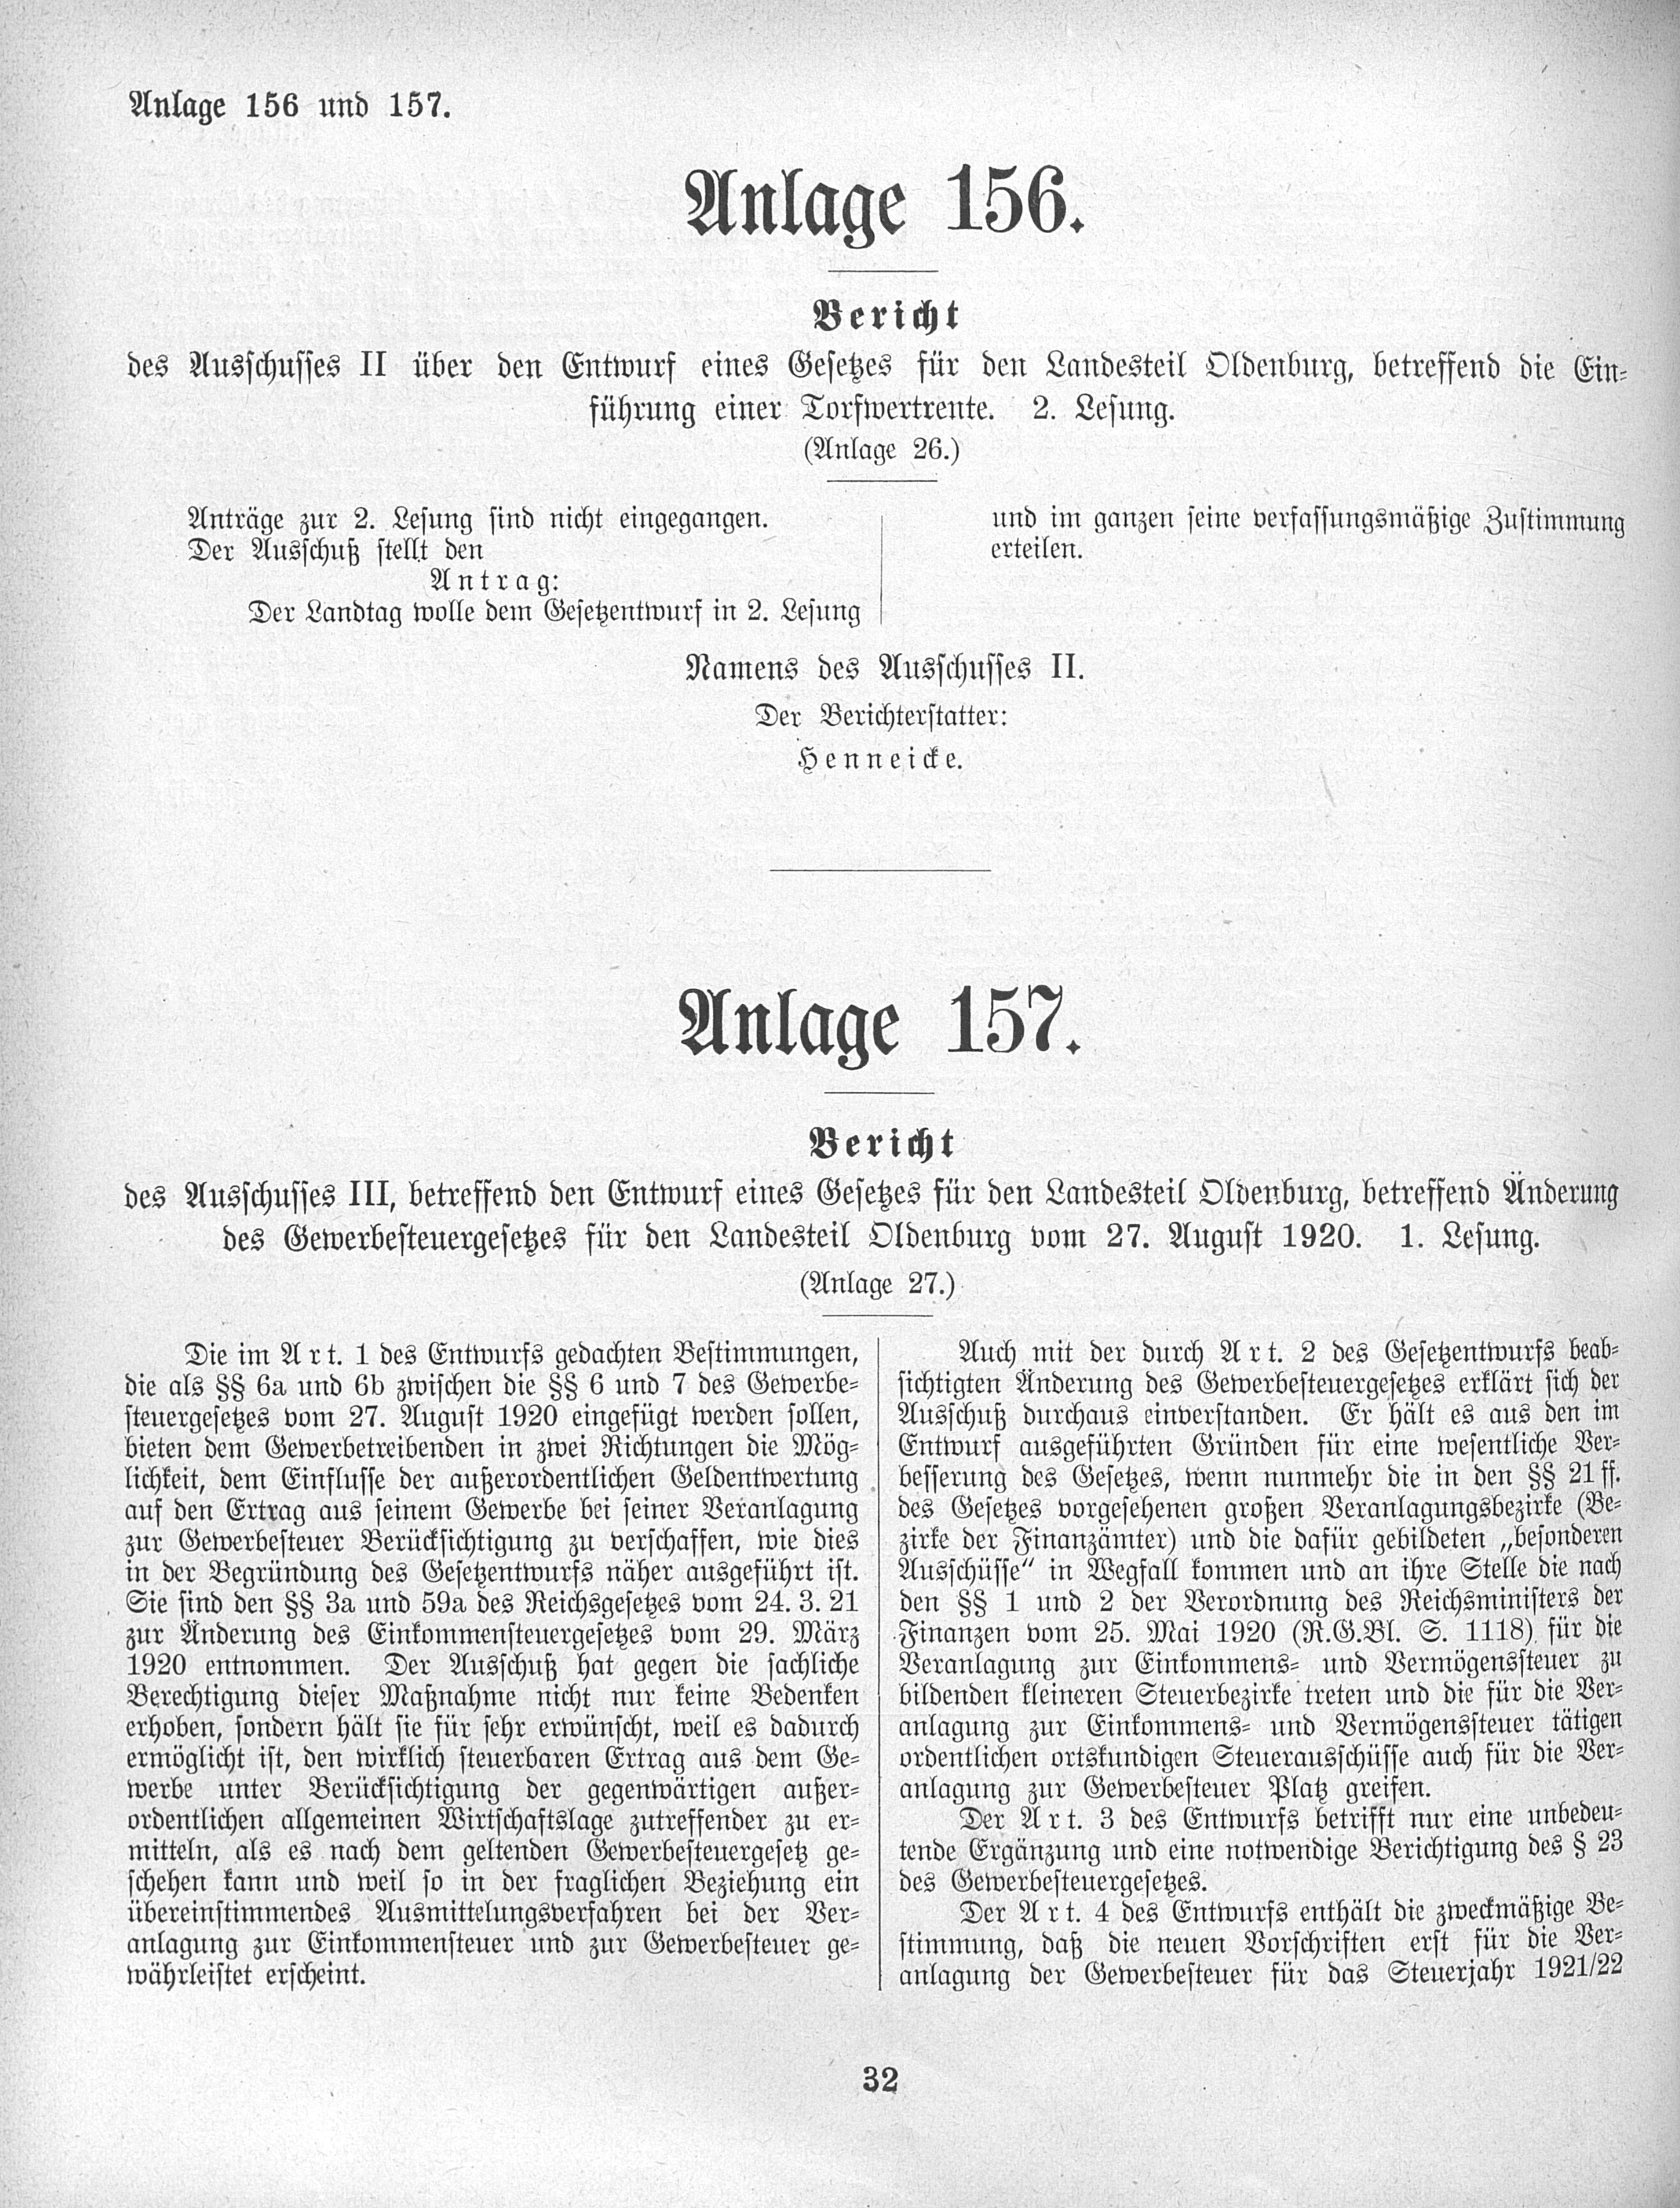 Anlage 156 und 157.
Anlage 156.
Bericht
des Ausschusses II über den Entwurf eines Gesetzes für den Landesteil Oldenburg, betreffend die Ein-
führung einer Torfwertrente. 2. Lesung.
(Anlage 26.)
Anträge zur 2. Lesung sind nicht eingegangen.
Der Ausschuß stellt den
Antrag:
Der Landtag wolle dem Gesetzentwurf in 2. Lesung
und im ganzen seine verfassungsmäßige Zustimmung
erteilen.
Namens des Ausschusses II.
Der Berichterstatter:
Henneicke.
Anlage 157.
Bericht
des Ausschusses III, betreffend den Entwurf eines Gesetzes für den Landesteil Oldenburg, betreffend Änderung
des Gewerbesteuergesetzes für den Landesteil Oldenburg vom 27. August 1920. 1. Lesung.
(Anlage 27.)
Die im Art. 1 des Entwurfs gedachten Bestimmungen,
die als §§ 6a und 6b zwischen die §§ 6 und 7 des Gewerbe-
steuergesetzes vom 27. August 1920 eingefügt werden sollen,
bieten dem Gewerbetreibenden in zwei Richtungen die Mög-
lichkeit, dem Einflusse der außerordentlichen Geldentwertung
auf den Ertrag aus seinem Gewerbe bei seiner Veranlagung
zur Gewerbesteuer Berücksichtigung zu verschaffen, wie dies
in der Begründung des Gesetzentwurfs näher ausgeführt ist.
Sie sind den §§ 3a und 59a des Reichsgesetzes vom 24. 3. 21
zur Änderung des Einkommensteuergesetzes vom 29. März
1920 entnommen. Der Ausschuß hat gegen die sachliche
Berechtigung dieser Maßnahme nicht nur keine Bedenken
erhoben, sondern hält sie für sehr erwünscht, weil es dadurch
ermöglicht ist, den wirklich steuerbaren Ertrag aus dem Ge-
werbe unter Berücksichtigung der gegenwärtigen außer-
ordentlichen allgemeinen Wirtschaftslage zutreffender zu er-
mitteln, als es nach dem geltenden Gewerbesteuergesetz ge-
schehen kann und weil so in der fraglichen Beziehung ein
übereinstimmendes Ausmittelungsverfahren bei der Ver-
anlagung zur Einkommensteuer und zur Gewerbesteuer ge-
währleistet erscheint.
Auch mit der durch Art. 2 des Gesetzentwurfs beab-
sichtigten Änderung des Gewerbesteuergesetzes erklärt sich der
Ausschuß durchaus einverstanden. Er hält es aus den im
Entwurf ausgeführten Gründen für eine wesentliche Ver-
besserung des Gesetzes, wenn nunmehr die in den §§ 21 ff.
des Gesetzes vorgesehenen großen Veranlagungsbezirke (Be-
zirke der Finanzämter) und die dafür gebildeten „besonderen
Ausschüsse“ in Wegfall kommen und an ihre Stelle die nach
den §§ 1 und 2 der Verordnung des Reichsministers der
Finanzen vom 25. Mai 1920 (R.G.Bl. S. 1118) für die
Veranlagung zur Einkommens- und Vermögenssteuer zu
bildenden kleineren Steuerbezirke treten und die für die Ver-
anlagung zur Einkommens- und Vermögenssteuer tätigen
ordentlichen ortskundigen Steuerausschüsse auch für die Ver-
anlagung zur Gewerbesteuer Platz greifen.
Der Art. 3 des Entwurfs betrifft nur eine unbedeu-
tende Ergänzung und eine notwendige Berichtigung des § 23
des Gewerbesteuergesetzes.
Der Art. 4 des Entwurfs enthält die zweckmäßige Be-
stimmung, daß die neuen Vorschriften erst für die Ver-
anlagung der Gewerbesteuer für das Steuerjahr 1921/22
32